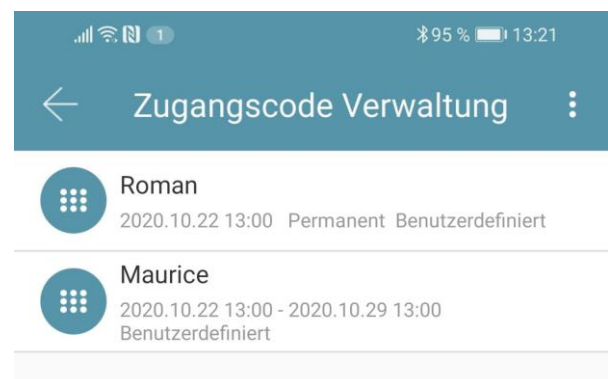 1 95 % 13:21
Zugangscode Verwaltung
Roman
2020.10.22 13:00 Permanent Benutzerdefiniert
Maurice
2020.10.22 13:00 - 2020.10.29 13:00
Benutzerdefiniert